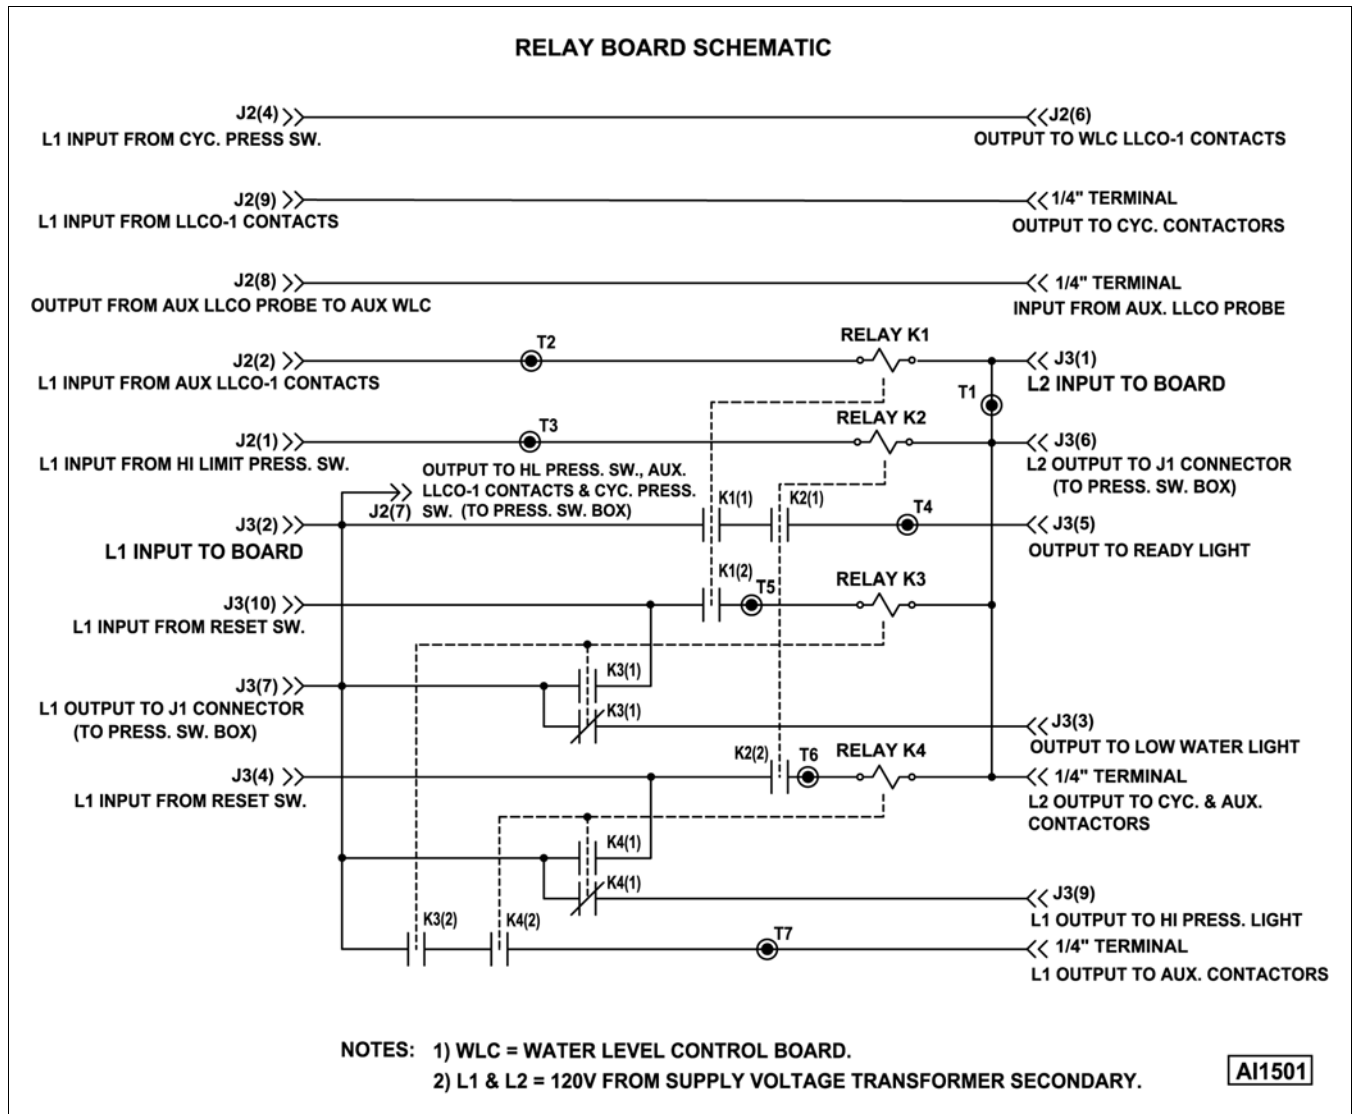 RELAY BOARD SCHEMATIC
J2(4)
L1 INPUT FROM CYC. PRESS SW.
J2(6)
OUTPUT TO WLC LLCO-1 CONTACTS
J2(9)
L1 INPUT FROM LLCO-1 CONTACTS
1/4" TERMINAL
OUTPUT TO CYC. CONTACTORS
J2(8)
OUTPUT FROM AUX LLCO PROBE TO AUX WLC
1/4" TERMINAL
INPUT FROM AUX. LLCO PROBE
J2(2)
L1 INPUT FROM AUX LLCO-1 CONTACTS
T2
RELAY K1
J3(1)
L2 INPUT TO BOARD
T1
J2(1)
L1 INPUT FROM HI LIMIT PRESS. SW.
T3
RELAY K2
J3(6)
L2 OUTPUT TO J1 CONNECTOR
(TO PRESS. SW. BOX)
OUTPUT TO HL PRESS. SW., AUX.
LLCO-1 CONTACTS & CYC. PRESS.
SW. (TO PRESS. SW. BOX)
J2(7)
J3(2)
L1 INPUT TO BOARD
K1(1)
K2(1)
T4
J3(5)
OUTPUT TO READY LIGHT
J3(10)
L1 INPUT FROM RESET SW.
K1(2)
T5
RELAY K3
J3(7)
L1 OUTPUT TO J1 CONNECTOR
(TO PRESS. SW. BOX)
K3(1)
K3(1)
J3(3)
OUTPUT TO LOW WATER LIGHT
J3(4)
L1 INPUT FROM RESET SW.
K2(2)
T6
RELAY K4
1/4" TERMINAL
L2 OUTPUT TO CYC. & AUX.
CONTACTORS
K4(1)
K4(1)
J3(9)
L1 OUTPUT TO HI PRESS. LIGHT
K3(2)
K4(2)
T7
1/4" TERMINAL
L1 OUTPUT TO AUX. CONTACTORS
NOTES: 1) WLC = WATER LEVEL CONTROL BOARD.
2) L1 & L2 = 120V FROM SUPPLY VOLTAGE TRANSFORMER SECONDARY.
AI1501